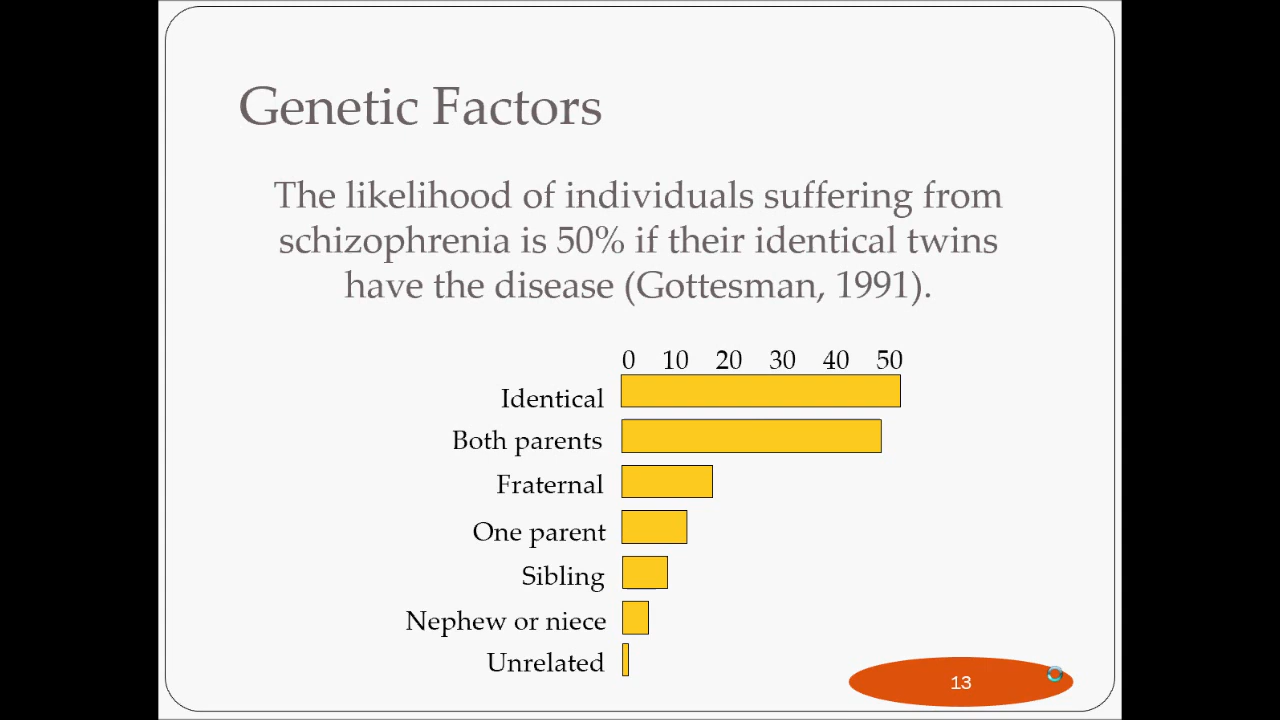 Genetic Factors
The likelihood of individuals suffering from
schizophrenia is 50% if their identical twins
have the disease (Gottesman, 1991).
0 10 20 30 40 50
Identical
Both parents
Fraternal
One parent
Sibling
Nephew or niece
Unrelated
13